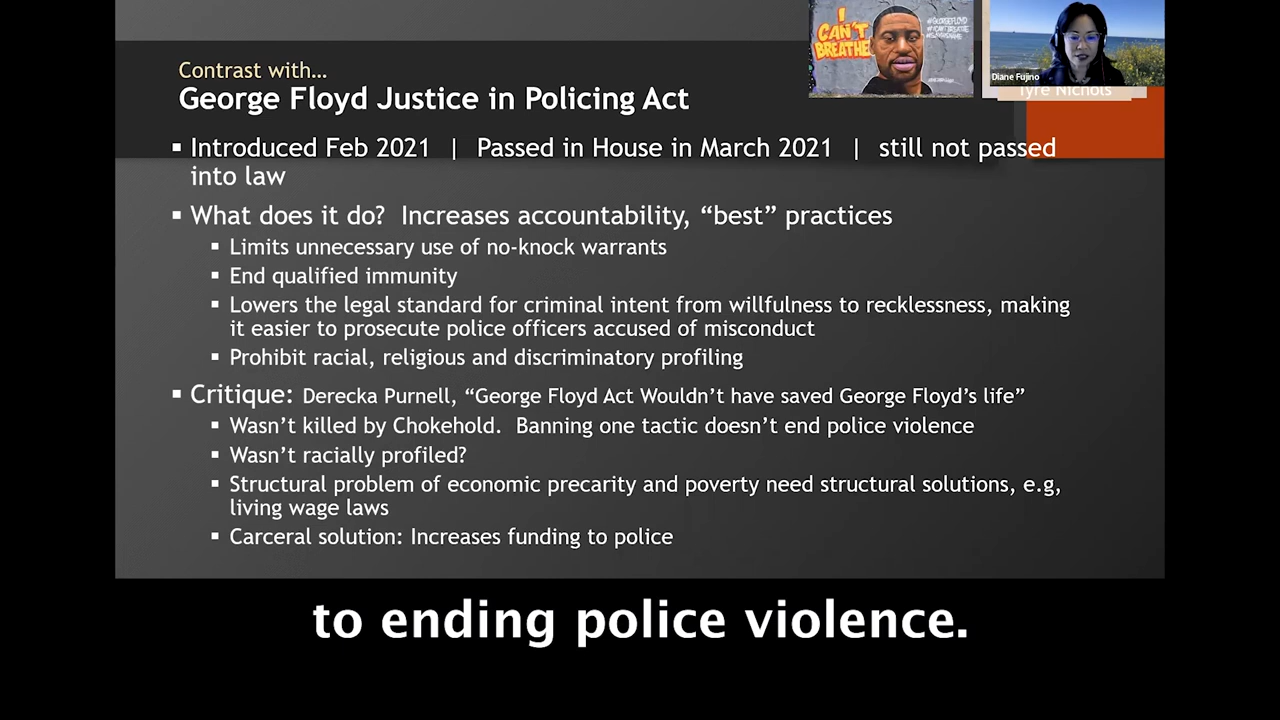 Contrast with…
George Floyd Justice in Policing Act
I
CAN'T
BREATHE
#GEORGEFLOYD
#ICANTBREATHE
#SAYHISNAME
Diane Fujino
Tyre Nichols
▪ Introduced Feb 2021 | Passed in House in March 2021 | still not passed
into law
▪ What does it do? Increases accountability, “best” practices
▪ Limits unnecessary use of no-knock warrants
▪ End qualified immunity
▪ Lowers the legal standard for criminal intent from willfulness to recklessness, making
it easier to prosecute police officers accused of misconduct
▪ Prohibit racial, religious and discriminatory profiling
▪ Critique: Derecka Purnell, “George Floyd Act Wouldn’t have saved George Floyd’s life”
▪ Wasn’t killed by Chokehold. Banning one tactic doesn’t end police violence
▪ Wasn’t racially profiled?
▪ Structural problem of economic precarity and poverty need structural solutions, e.g,
living wage laws
▪ Carceral solution: Increases funding to police
to ending police violence.